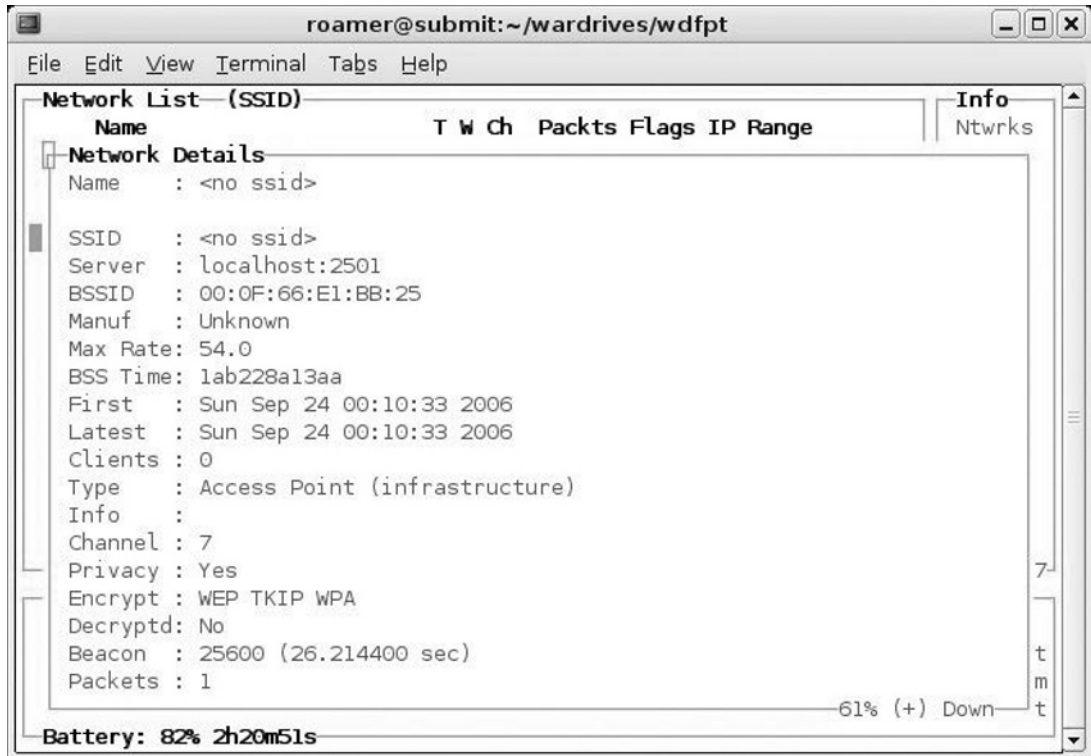 roamer@submit:~/wardrives/wdfpt
File Edit View Terminal Tabs Help
Network List (SSID) Info
Name T W Ch Packts Flags IP Range Ntwrks
Network Details
Name : <no ssid>
SSID : <no ssid>
Server : localhost:2501
BSSID : 00:0F:66:E1:BB:25
Manuf : Unknown
Max Rate: 54.0
BSS Time: 1ab228a13aa
First : Sun Sep 24 00:10:33 2006
Latest : Sun Sep 24 00:10:33 2006
Clients : 0
Type : Access Point (infrastructure)
Info :
Channel : 7
Privacy : Yes 7
Encrypt : WEP TKIP WPA
Decryptd: No
Beacon : 25600 (26.214400 sec) t
Packets : 1 m
61% (+) Down t
Battery: 82% 2h20m51s